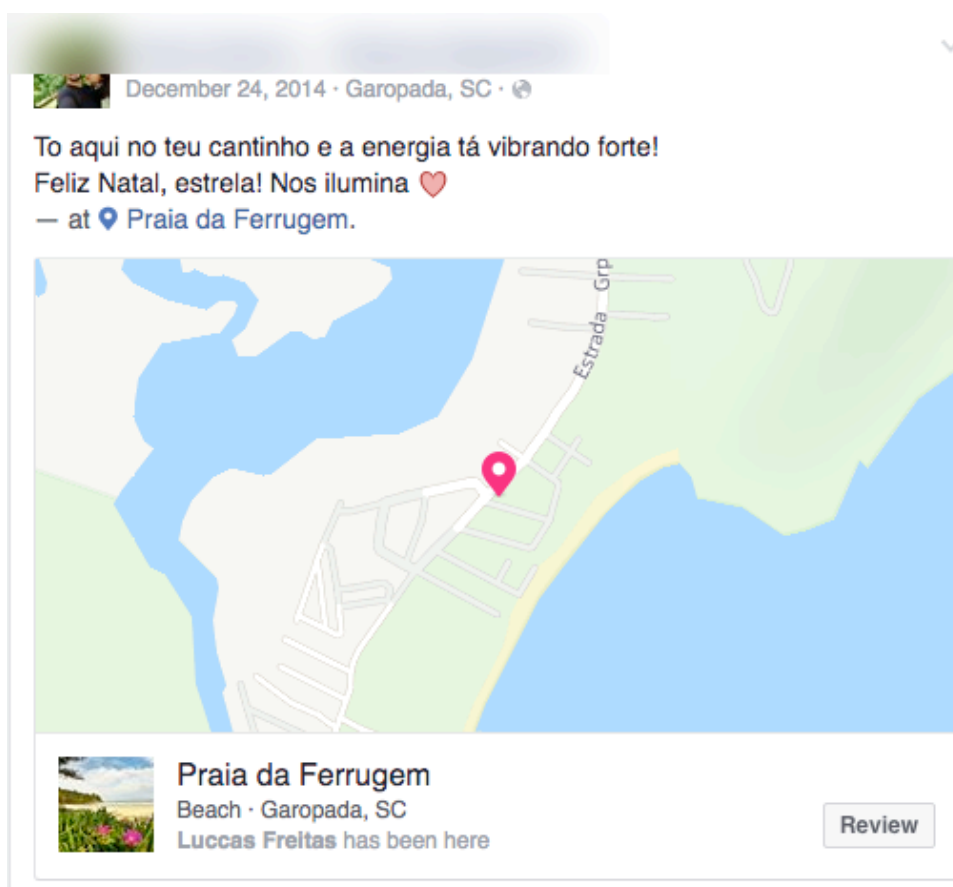 December 24, 2014 · Garopada, SC ·
To aqui no teu cantinho e a energia tá vibrando forte!
Feliz Natal, estrela! Nos ilumina
— at Praia da Ferrugem.
Estrada Grp
Praia da Ferrugem
Beach · Garopada, SC
Luccas Freitas has been here
Review